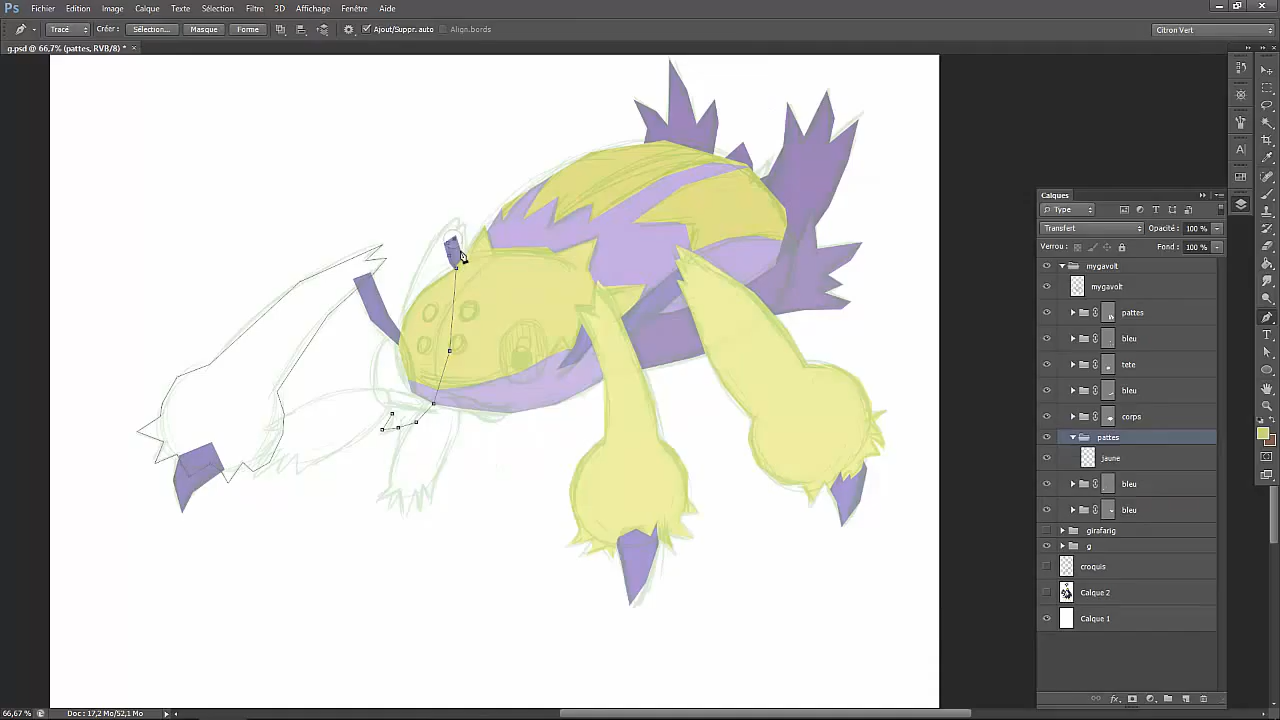 Ps Fichier Edition Image Calque Texte Sélection Filtre 3D Affichage Fenêtre Aide
Tracé Créer : Sélection... Masque Forme Ajout/Suppr. auto Align. bords Citron Vert
g.psd @ 66,7% (pattes, RVB/8) * ×
Calques
Type
Transfert Opacité : 100 %
Verrou : Fond : 100 %
mygavolt
mygavolt
pattes
bleu
tete
bleu
corps
pattes
jaune
bleu
bleu
girafarig
g
croquis
Calque 2
Calque 1
66,67 % Doc : 17,2 Mo/52,1 Mo